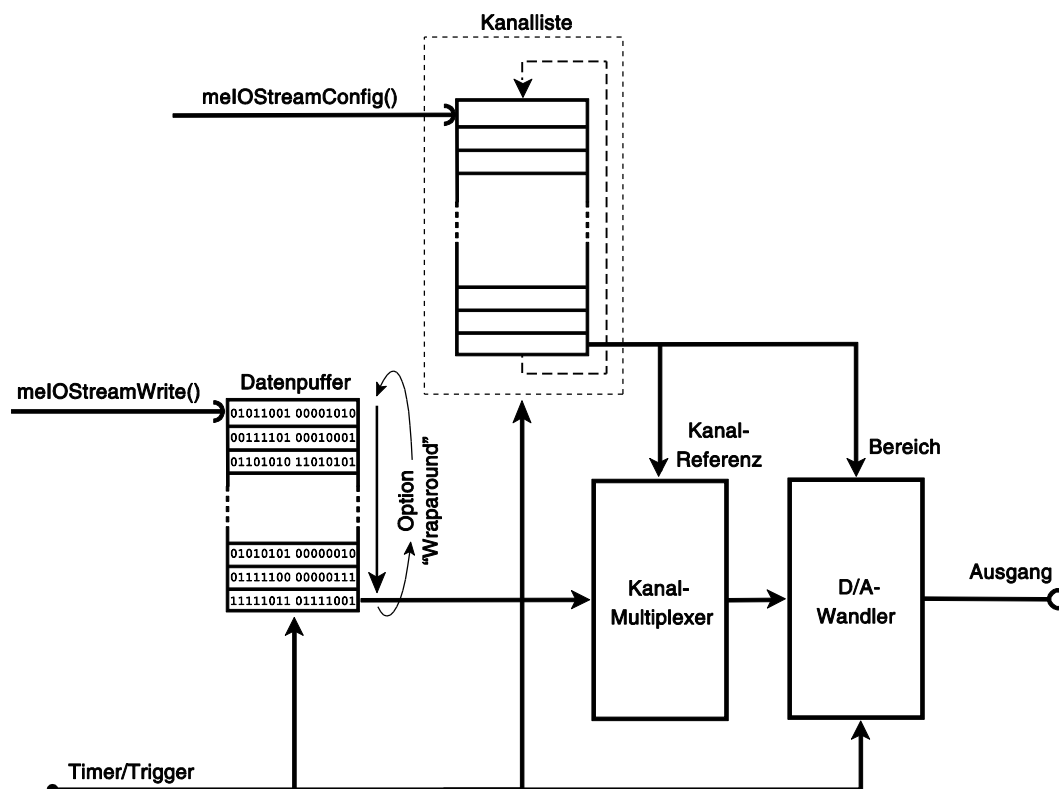 Kanalliste
meIOStreamConfig()
meIOStreamWrite()
Datenpuffer
01011001 00001010
00111101 00010001
01101010 11010101
01010101 00000010
01111100 00000111
11111011 01111001
Option
“Wraparound”
Kanal-
Referenz
Bereich
Kanal-
Multiplexer
D/A-
Wandler
Ausgang
Timer/Trigger